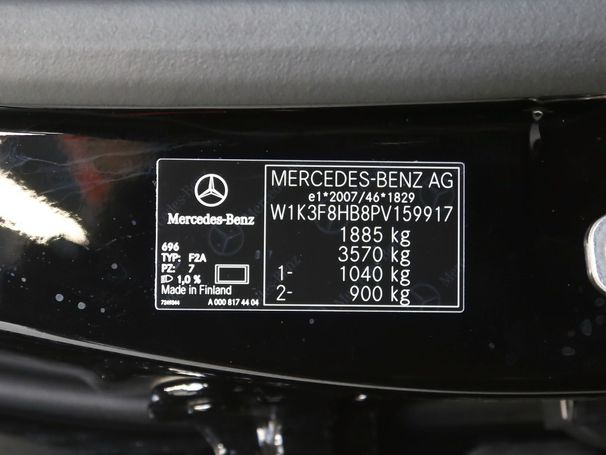 MERCEDES-BENZ AG
e1*2007/46*1829
W1K3F8HB8PV159917
1885 kg
3570 kg
1- 1040 kg
2- 900 kg
Mercedes-Benz
696
TYP: F2A
PZ: 7
1,0 %
Made in Finland
A 000 817 44 04